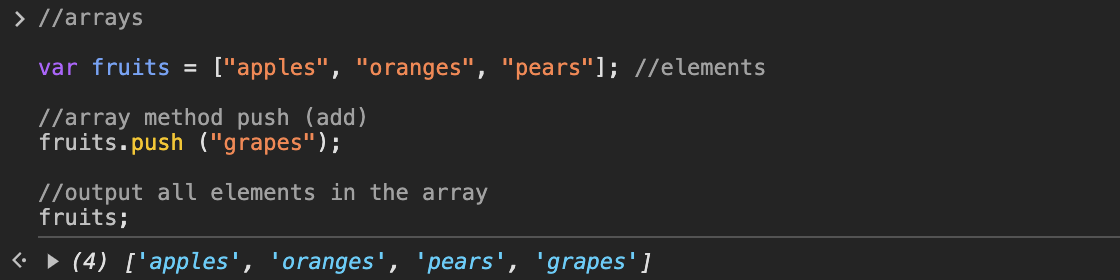 //arrays
var fruits = ["apples", "oranges", "pears"]; //elements
//array method push (add)
fruits.push ("grapes");
//output all elements in the array
fruits;
(4) ['apples', 'oranges', 'pears', 'grapes']